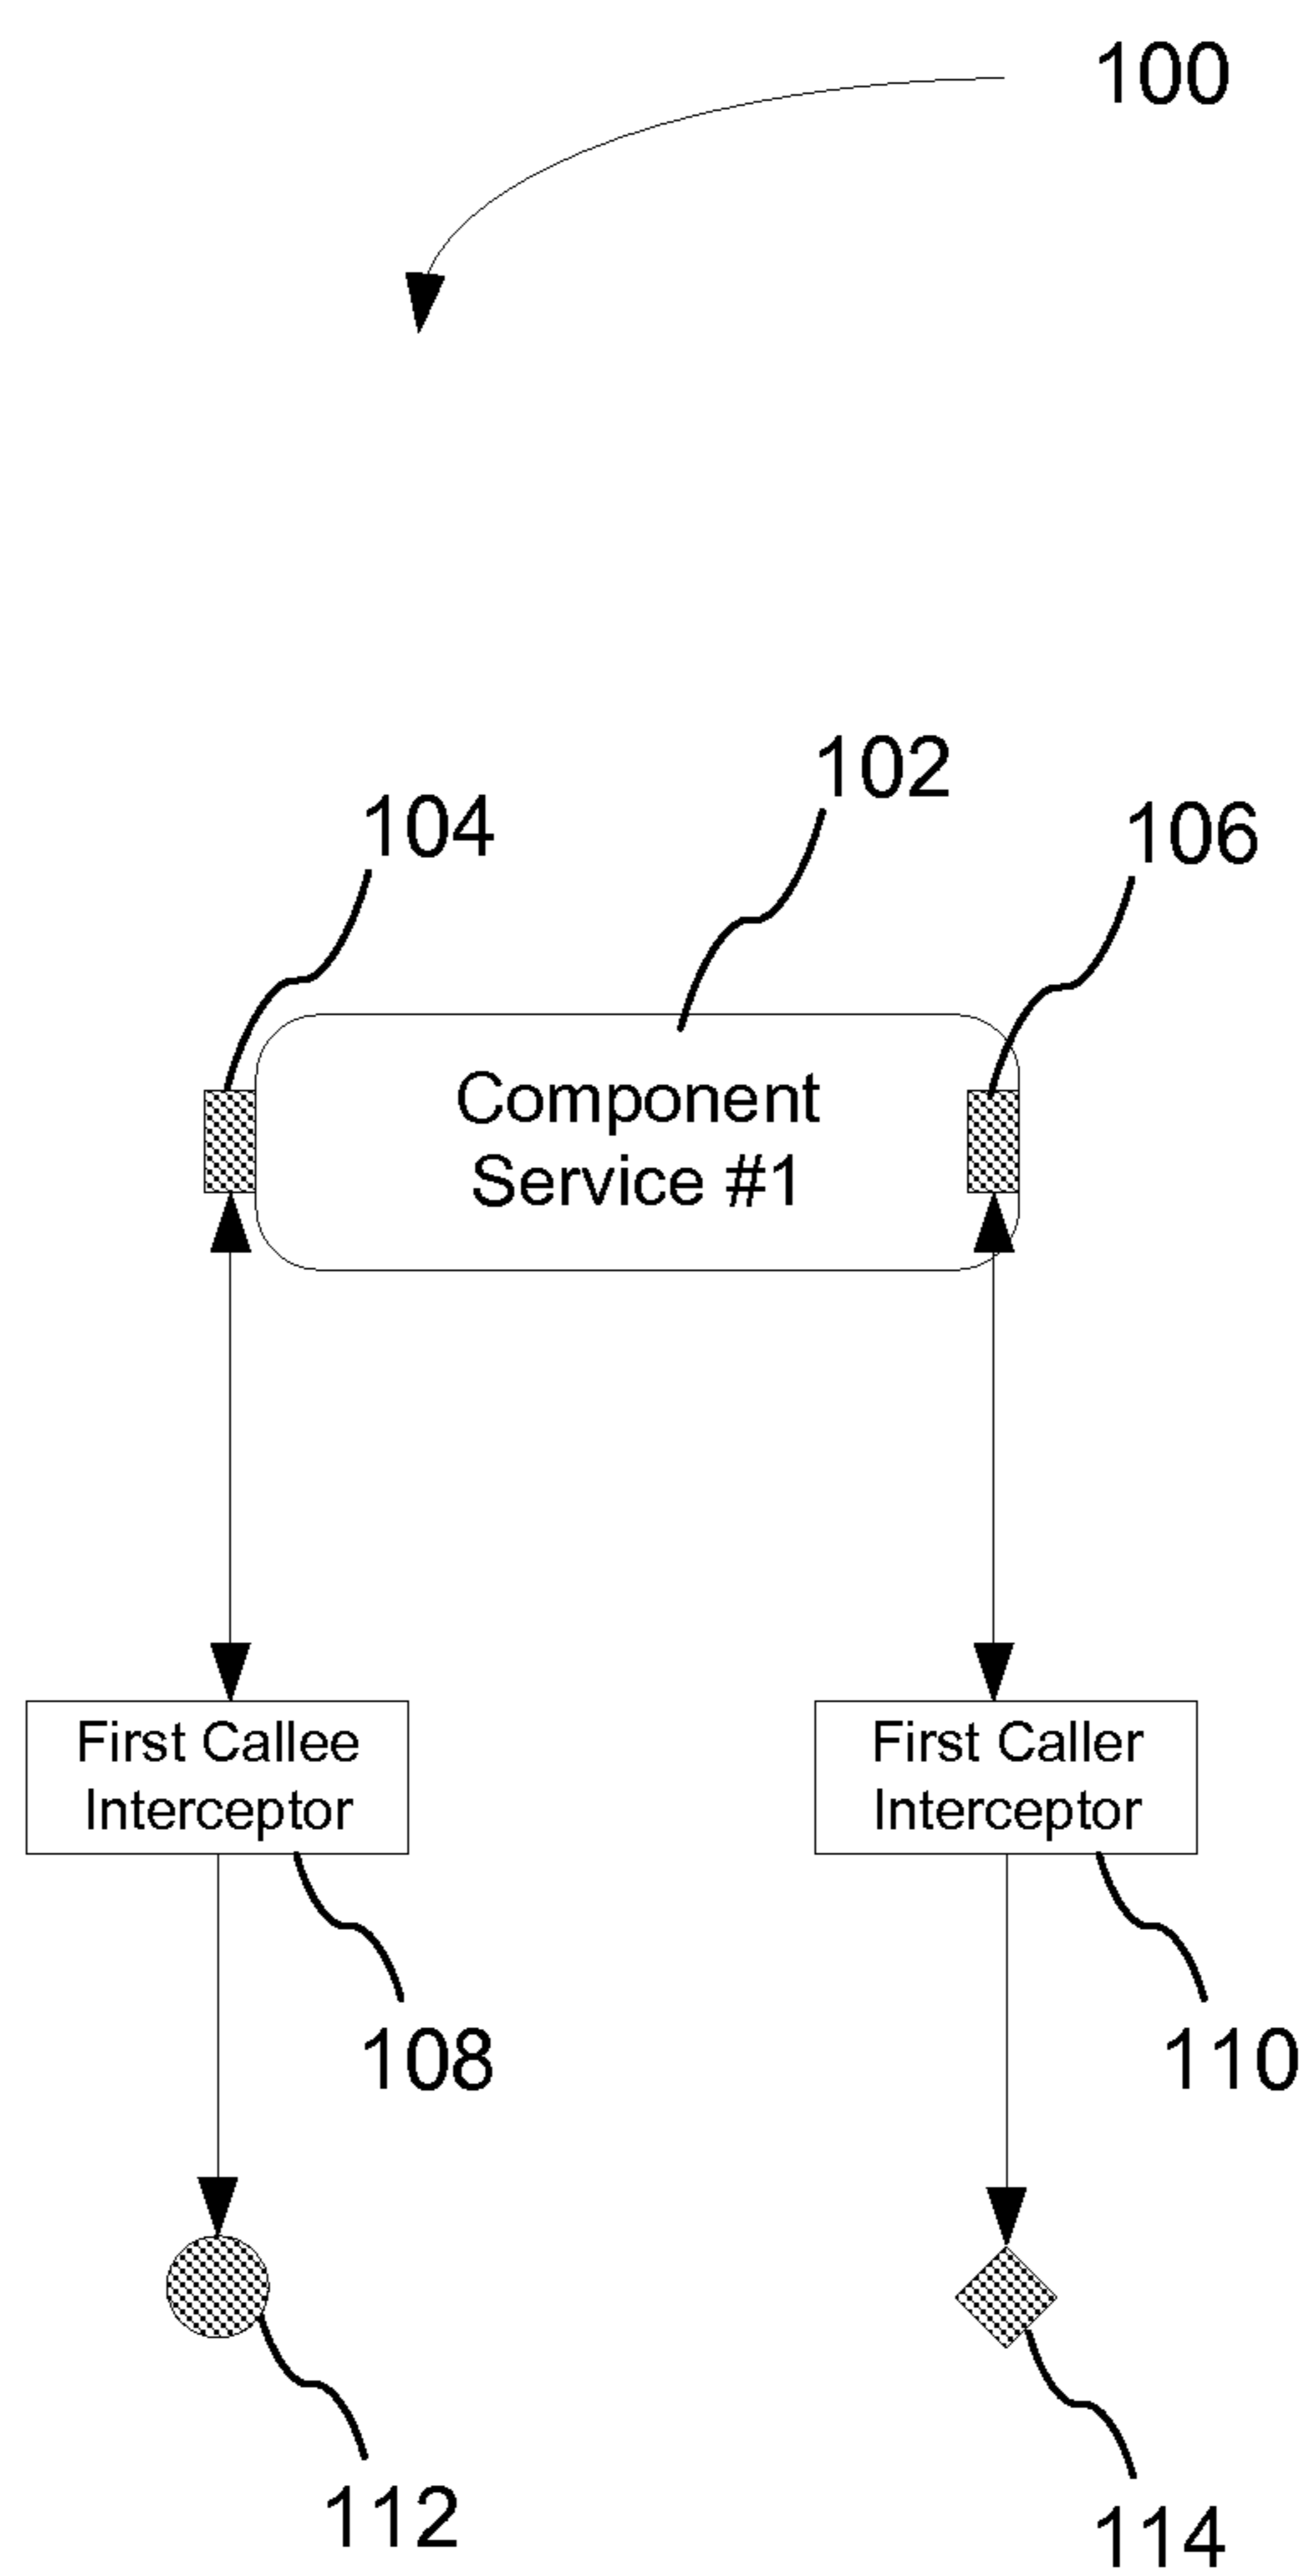 100
102
104
106
Component
Service #1
First Callee
Interceptor
First Caller
Interceptor
108
110
112
114